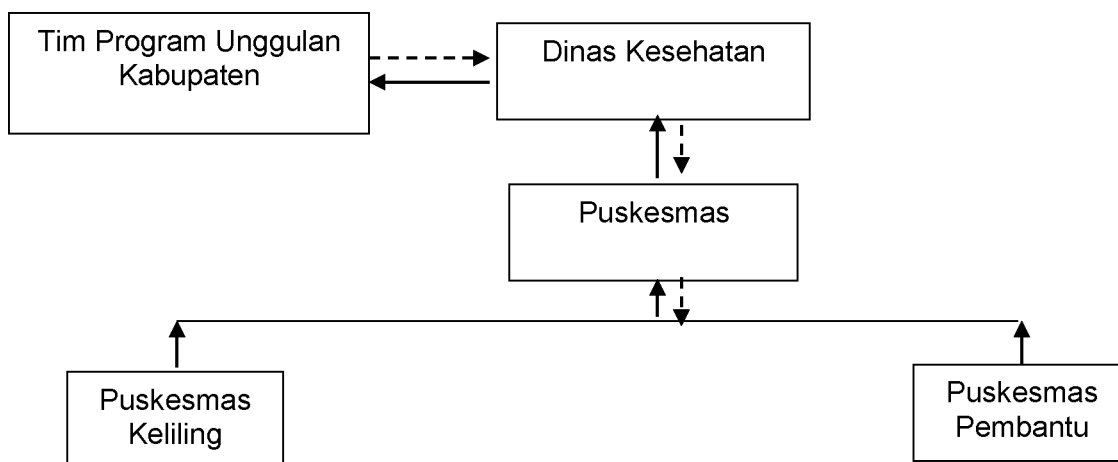 Tim Program Unggulan
Kabupaten
Dinas Kesehatan
Puskesmas
Puskesmas
Keliling
Puskesmas
Pembantu